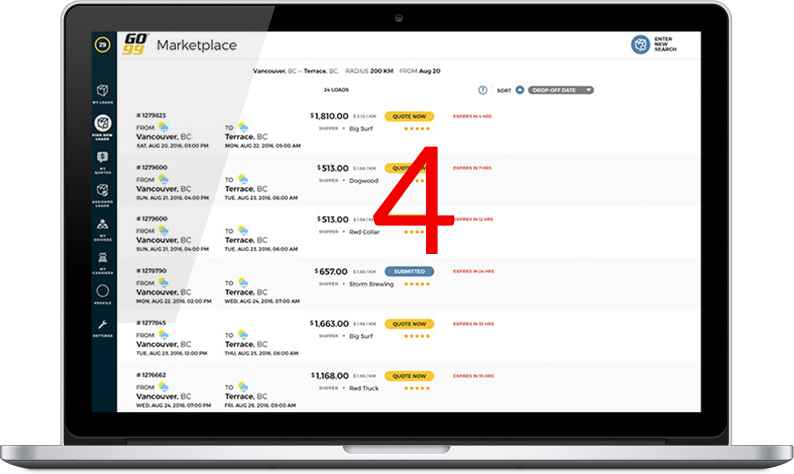 29
GO
99
Marketplace
ENTER
NEW
SEARCH
Vancouver, BC – Terrace, BC. RADIUS 200 KM FROM Aug 20
24 LOADS
? SORT DROP-OFF DATE
MY LOADS
FIND NEW
LOADS
MY
QUOTES
ASSIGNED
LOADS
MY
DRIVERS
MY
CARRIERS
PROFILE
SETTINGS
# 1279823
$1,810.00 $ 2.15 / KM QUOTE NOW EXPIRES IN 4 HRS
FROM TO SHIPPER • Big Surf
Vancouver, BC Terrace, BC
SAT, AUG 20, 2016, 03:00 PM MON, AUG 22, 2016, 05:00 AM
# 1279600
$513.00 $ 1.98 / KM QUOTE NOW EXPIRES IN 7 HRS
FROM TO SHIPPER • Dogwood
Vancouver, BC Terrace, BC
SUN, AUG 21, 2016, 04:00 PM TUE, AUG 23, 2016, 06:00 AM
4
# 1279600
$513.00 $ 1.98 / KM EXPIRES IN 12 HRS
FROM TO SHIPPER • Red Collar
Vancouver, BC Terrace, BC
SUN, AUG 21, 2016, 04:00 PM TUE, AUG 23, 2016, 06:00 AM
# 1278790
$657.00 $ 1.98 / KM SUBMITTED EXPIRES IN 24 HRS
FROM TO SHIPPER • Storm Brewing
Vancouver, BC Terrace, BC
MON, AUG 22, 2016, 02:00 PM WED, AUG 24, 2016, 07:00 AM
# 1277845
$1,663.00 $ 1.98 / KM QUOTE NOW
FROM TO SHIPPER • Big Surf
Vancouver, BC Terrace, BC
TUE, AUG 23, 2016, 12:00 PM THU, AUG 25, 2016, 06:00 AM
# 1276662
$1,168.00 $ 1.98 / KM QUOTE NOW
FROM TO SHIPPER • Red Truck
Vancouver, BC Terrace, BC
WED, AUG 24, 2016, 07:00 PM FRI, AUG 26, 2016, 09:00 AM